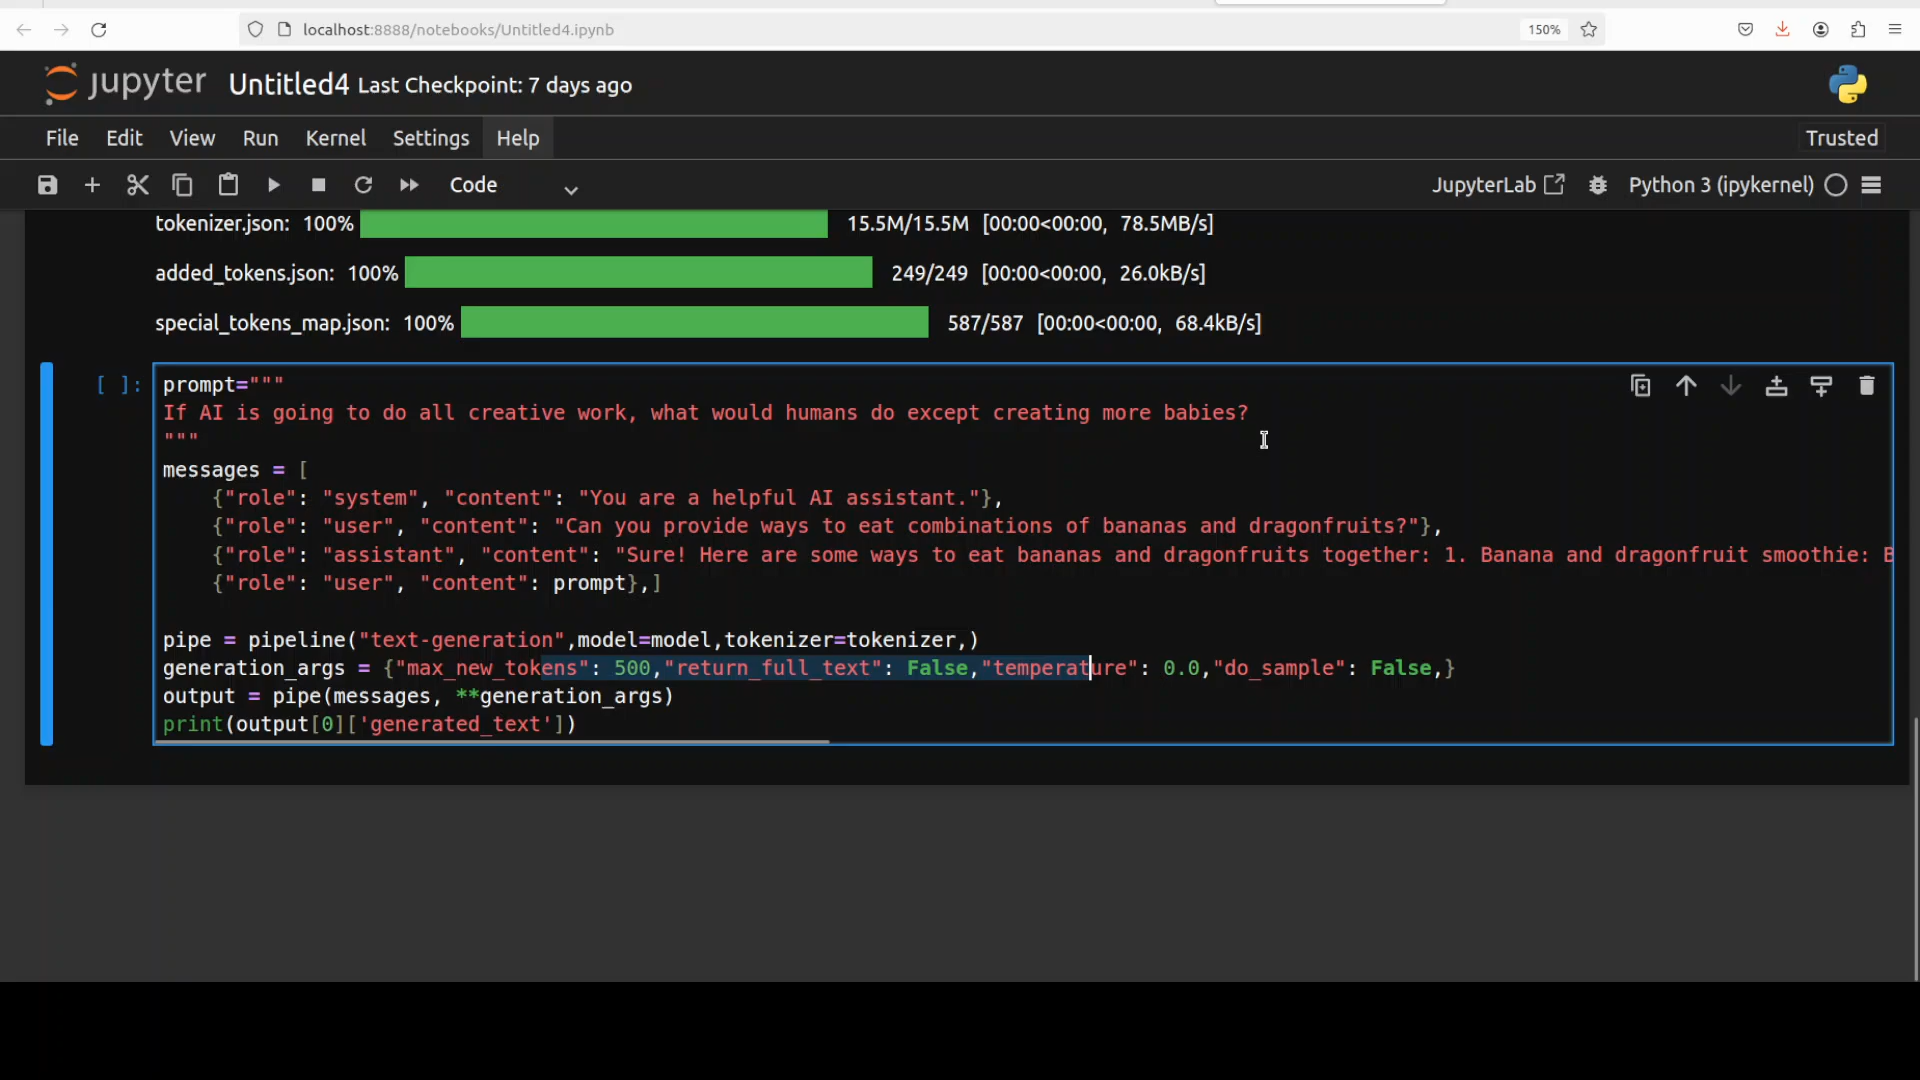 localhost:8888/notebooks/Untitled4.ipynb 150%
jupyter Untitled4 Last Checkpoint: 7 days ago
File Edit View Run Kernel Settings Help Trusted
Code JupyterLab Python 3 (ipykernel)
tokenizer.json: 100% 15.5M/15.5M [00:00<00:00, 78.5MB/s]
added_tokens.json: 100% 249/249 [00:00<00:00, 26.0kB/s]
special_tokens_map.json: 100% 587/587 [00:00<00:00, 68.4kB/s]
[ ]: prompt="""
If AI is going to do all creative work, what would humans do except creating more babies?
"""
messages = [
    {"role": "system", "content": "You are a helpful AI assistant."},
    {"role": "user", "content": "Can you provide ways to eat combinations of bananas and dragonfruits?"},
    {"role": "assistant", "content": "Sure! Here are some ways to eat bananas and dragonfruits together: 1. Banana and dragonfruit smoothie: B
    {"role": "user", "content": prompt},]
pipe = pipeline("text-generation",model=model,tokenizer=tokenizer,)
generation_args = {"max_new_tokens": 500,"return_full_text": False,"temperature": 0.0,"do_sample": False,}
output = pipe(messages, **generation_args)
print(output[0]['generated_text'])